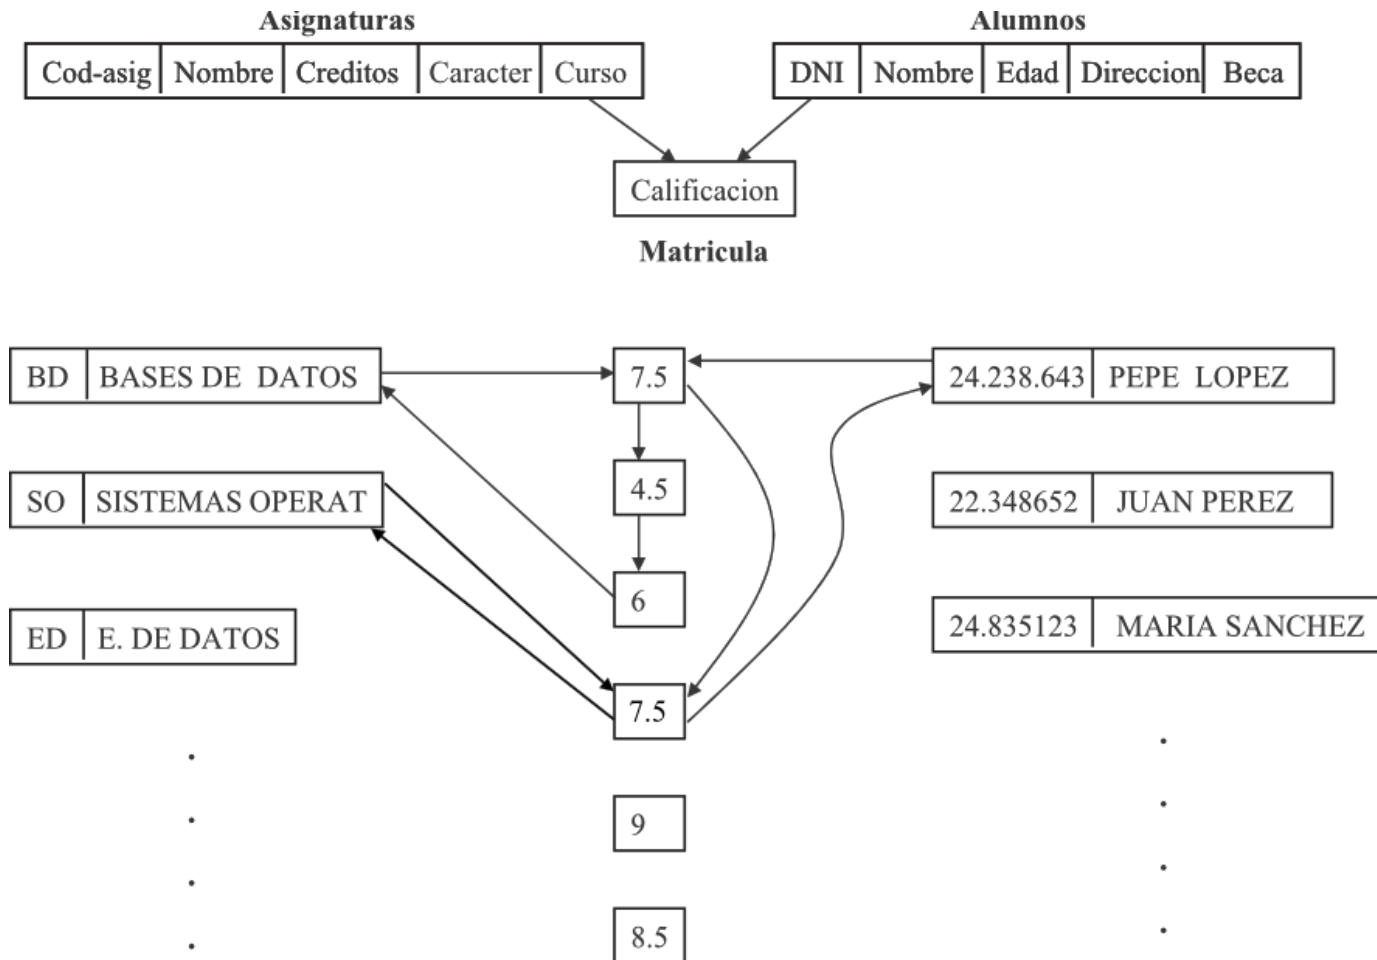 Asignaturas
Alumnos
Cod-asig Nombre Creditos Caracter Curso
DNI Nombre Edad Direccion Beca
Calificacion
Matricula
BD BASES DE DATOS
7.5
24.238.643 PEPE LOPEZ
SO SISTEMAS OPERAT
4.5
22.348652 JUAN PEREZ
6
ED E. DE DATOS
24.835123 MARIA SANCHEZ
7.5
9
8.5